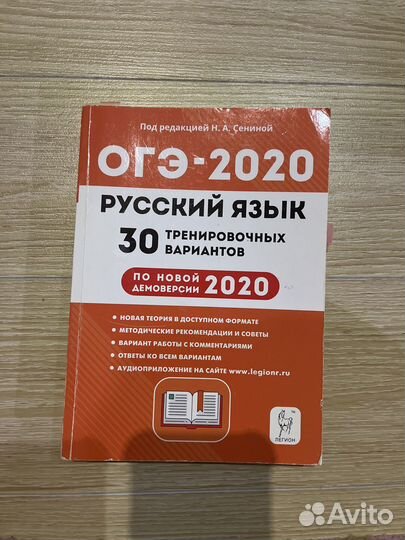 Под редакцией Н. А. Сениной
ОГЭ-2020
РУССКИЙ ЯЗЫК
30 ТРЕНИРОВОЧНЫХ
ВАРИАНТОВ
ПО НОВОЙ
ДЕМОВЕРСИИ 2020
• НОВАЯ ТЕОРИЯ В ДОСТУПНОМ ФОРМАТЕ
• МЕТОДИЧЕСКИЕ РЕКОМЕНДАЦИИ И СОВЕТЫ
• ВАРИАНТ РАБОТЫ С КОММЕНТАРИЯМИ
• ОТВЕТЫ КО ВСЕМ ВАРИАНТАМ
• АУДИОПРИЛОЖЕНИЕ НА САЙТЕ www.legionr.ru
ЛЕГИОН
Avito